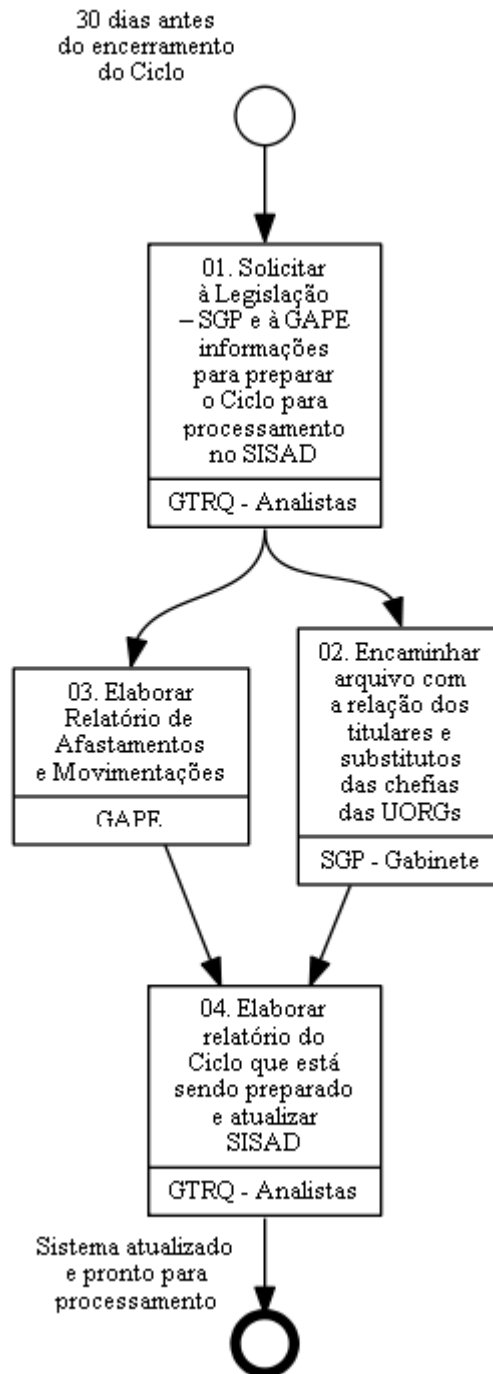 30 dias antes
do encerramento
do Ciclo
01. Solicitar
à Legislação
– SGP e à GAPE
informações
para preparar
o Ciclo para
processamento
no SISAD
GTRQ - Analistas
03. Elaborar
Relatório de
Afastamentos
e Movimentações
GAPE
02. Encaminhar
arquivo com
a relação dos
titulares e
substitutos
das chefias
das UORGs
SGP - Gabinete
04. Elaborar
relatório do
Ciclo que está
sendo preparado
e atualizar
SISAD
GTRQ - Analistas
Sistema atualizado
e pronto para
processamento